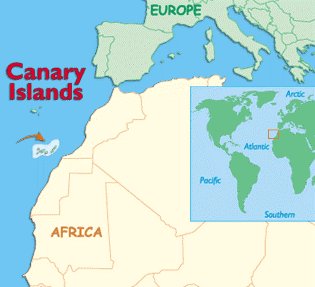 EUROPE
Canary
Islands
Arctic
Atlantic
Pacific
Southern
AFRICA